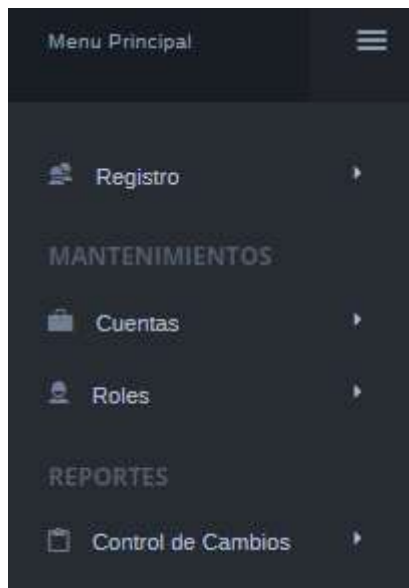 Menu Principal
Registro
MANTENIMIENTOS
Cuentas
Roles
REPORTES
Control de Cambios